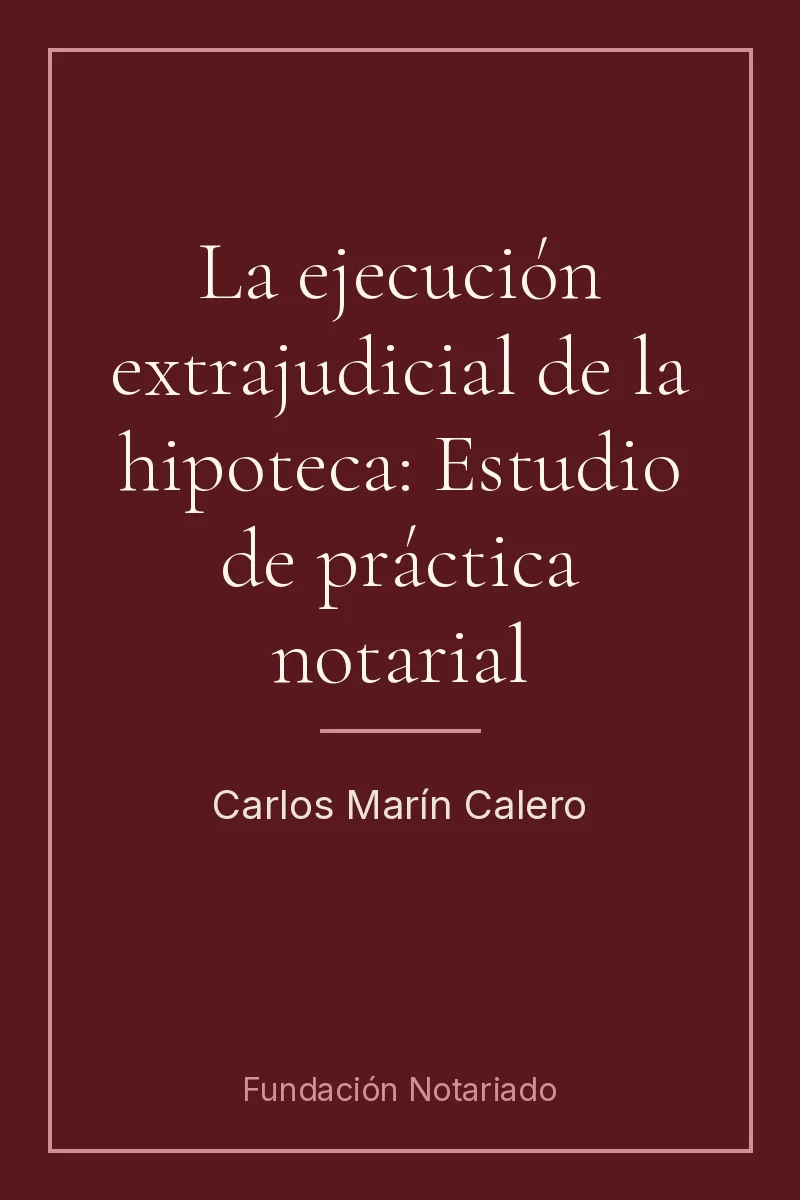 La ejecución
extrajudicial de la
hipoteca: Estudio
de práctica
notarial
Carlos Marín Calero
Fundación Notariado